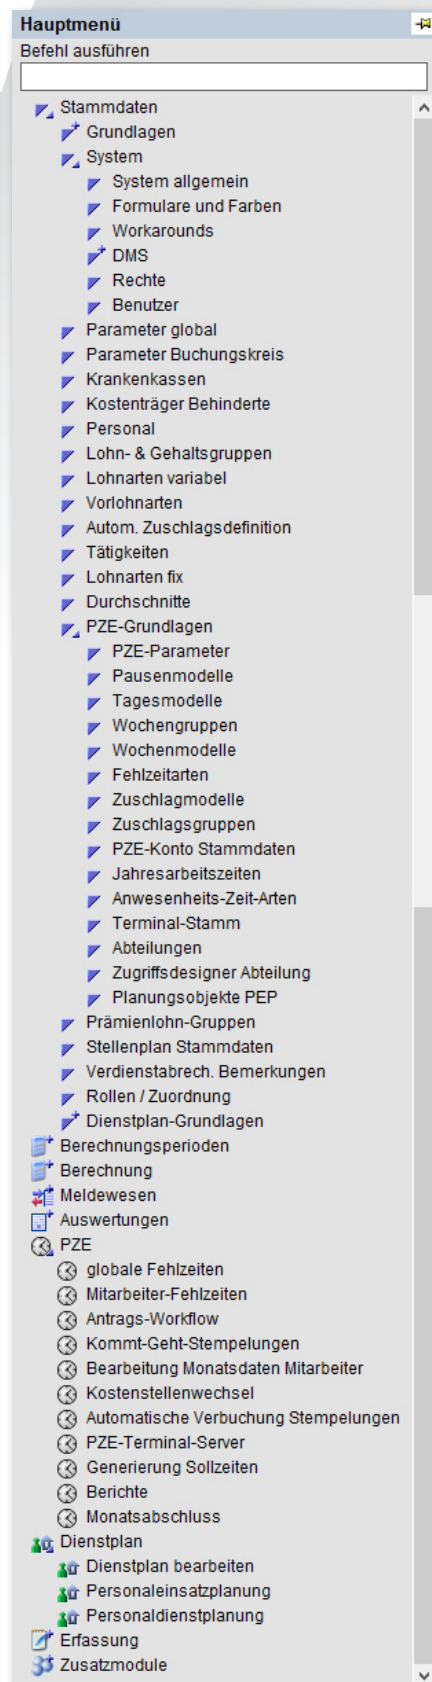 Hauptmenü
Befehl ausführen
Stammdaten
Grundlagen
System
System allgemein
Formulare und Farben
Workarounds
DMS
Rechte
Benutzer
Parameter global
Parameter Buchungskreis
Krankenkassen
Kostenträger Behinderte
Personal
Lohn- & Gehaltsgruppen
Lohnarten variabel
Vorlohnarten
Autom. Zuschlagsdefinition
Tätigkeiten
Lohnarten fix
Durchschnitte
PZE-Grundlagen
PZE-Parameter
Pausenmodelle
Tagesmodelle
Wochengruppen
Wochenmodelle
Fehlzeitarten
Zuschlagmodelle
Zuschlagsgruppen
PZE-Konto Stammdaten
Jahresarbeitszeiten
Anwesenheits-Zeit-Arten
Terminal-Stamm
Abteilungen
Zugriffsdesigner Abteilung
Planungsobjekte PEP
Prämienlohn-Gruppen
Stellenplan Stammdaten
Verdienstabrech. Bemerkungen
Rollen / Zuordnung
Dienstplan-Grundlagen
Berechnungsperioden
Berechnung
Meldewesen
Auswertungen
PZE
globale Fehlzeiten
Mitarbeiter-Fehlzeiten
Antrags-Workflow
Kommt-Geht-Stempelungen
Bearbeitung Monatsdaten Mitarbeiter
Kostenstellenwechsel
Automatische Verbuchung Stempelungen
PZE-Terminal-Server
Generierung Sollzeiten
Berichte
Monatsabschluss
Dienstplan
Dienstplan bearbeiten
Personaleinsatzplanung
Personaldienstplanung
Erfassung
Zusatzmodule